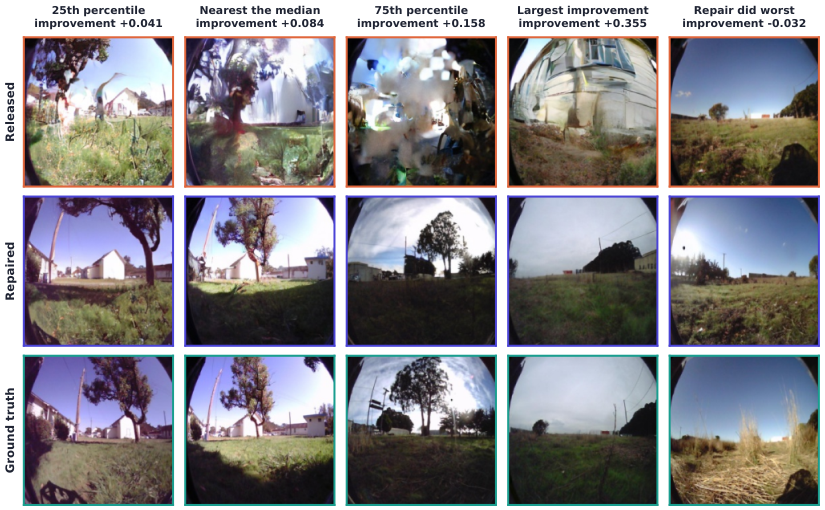 25th percentile
improvement +0.041
Nearest the median
improvement +0.084
75th percentile
improvement +0.158
Largest improvement
improvement +0.355
Repair did worst
improvement -0.032
Released
Repaired
Ground truth